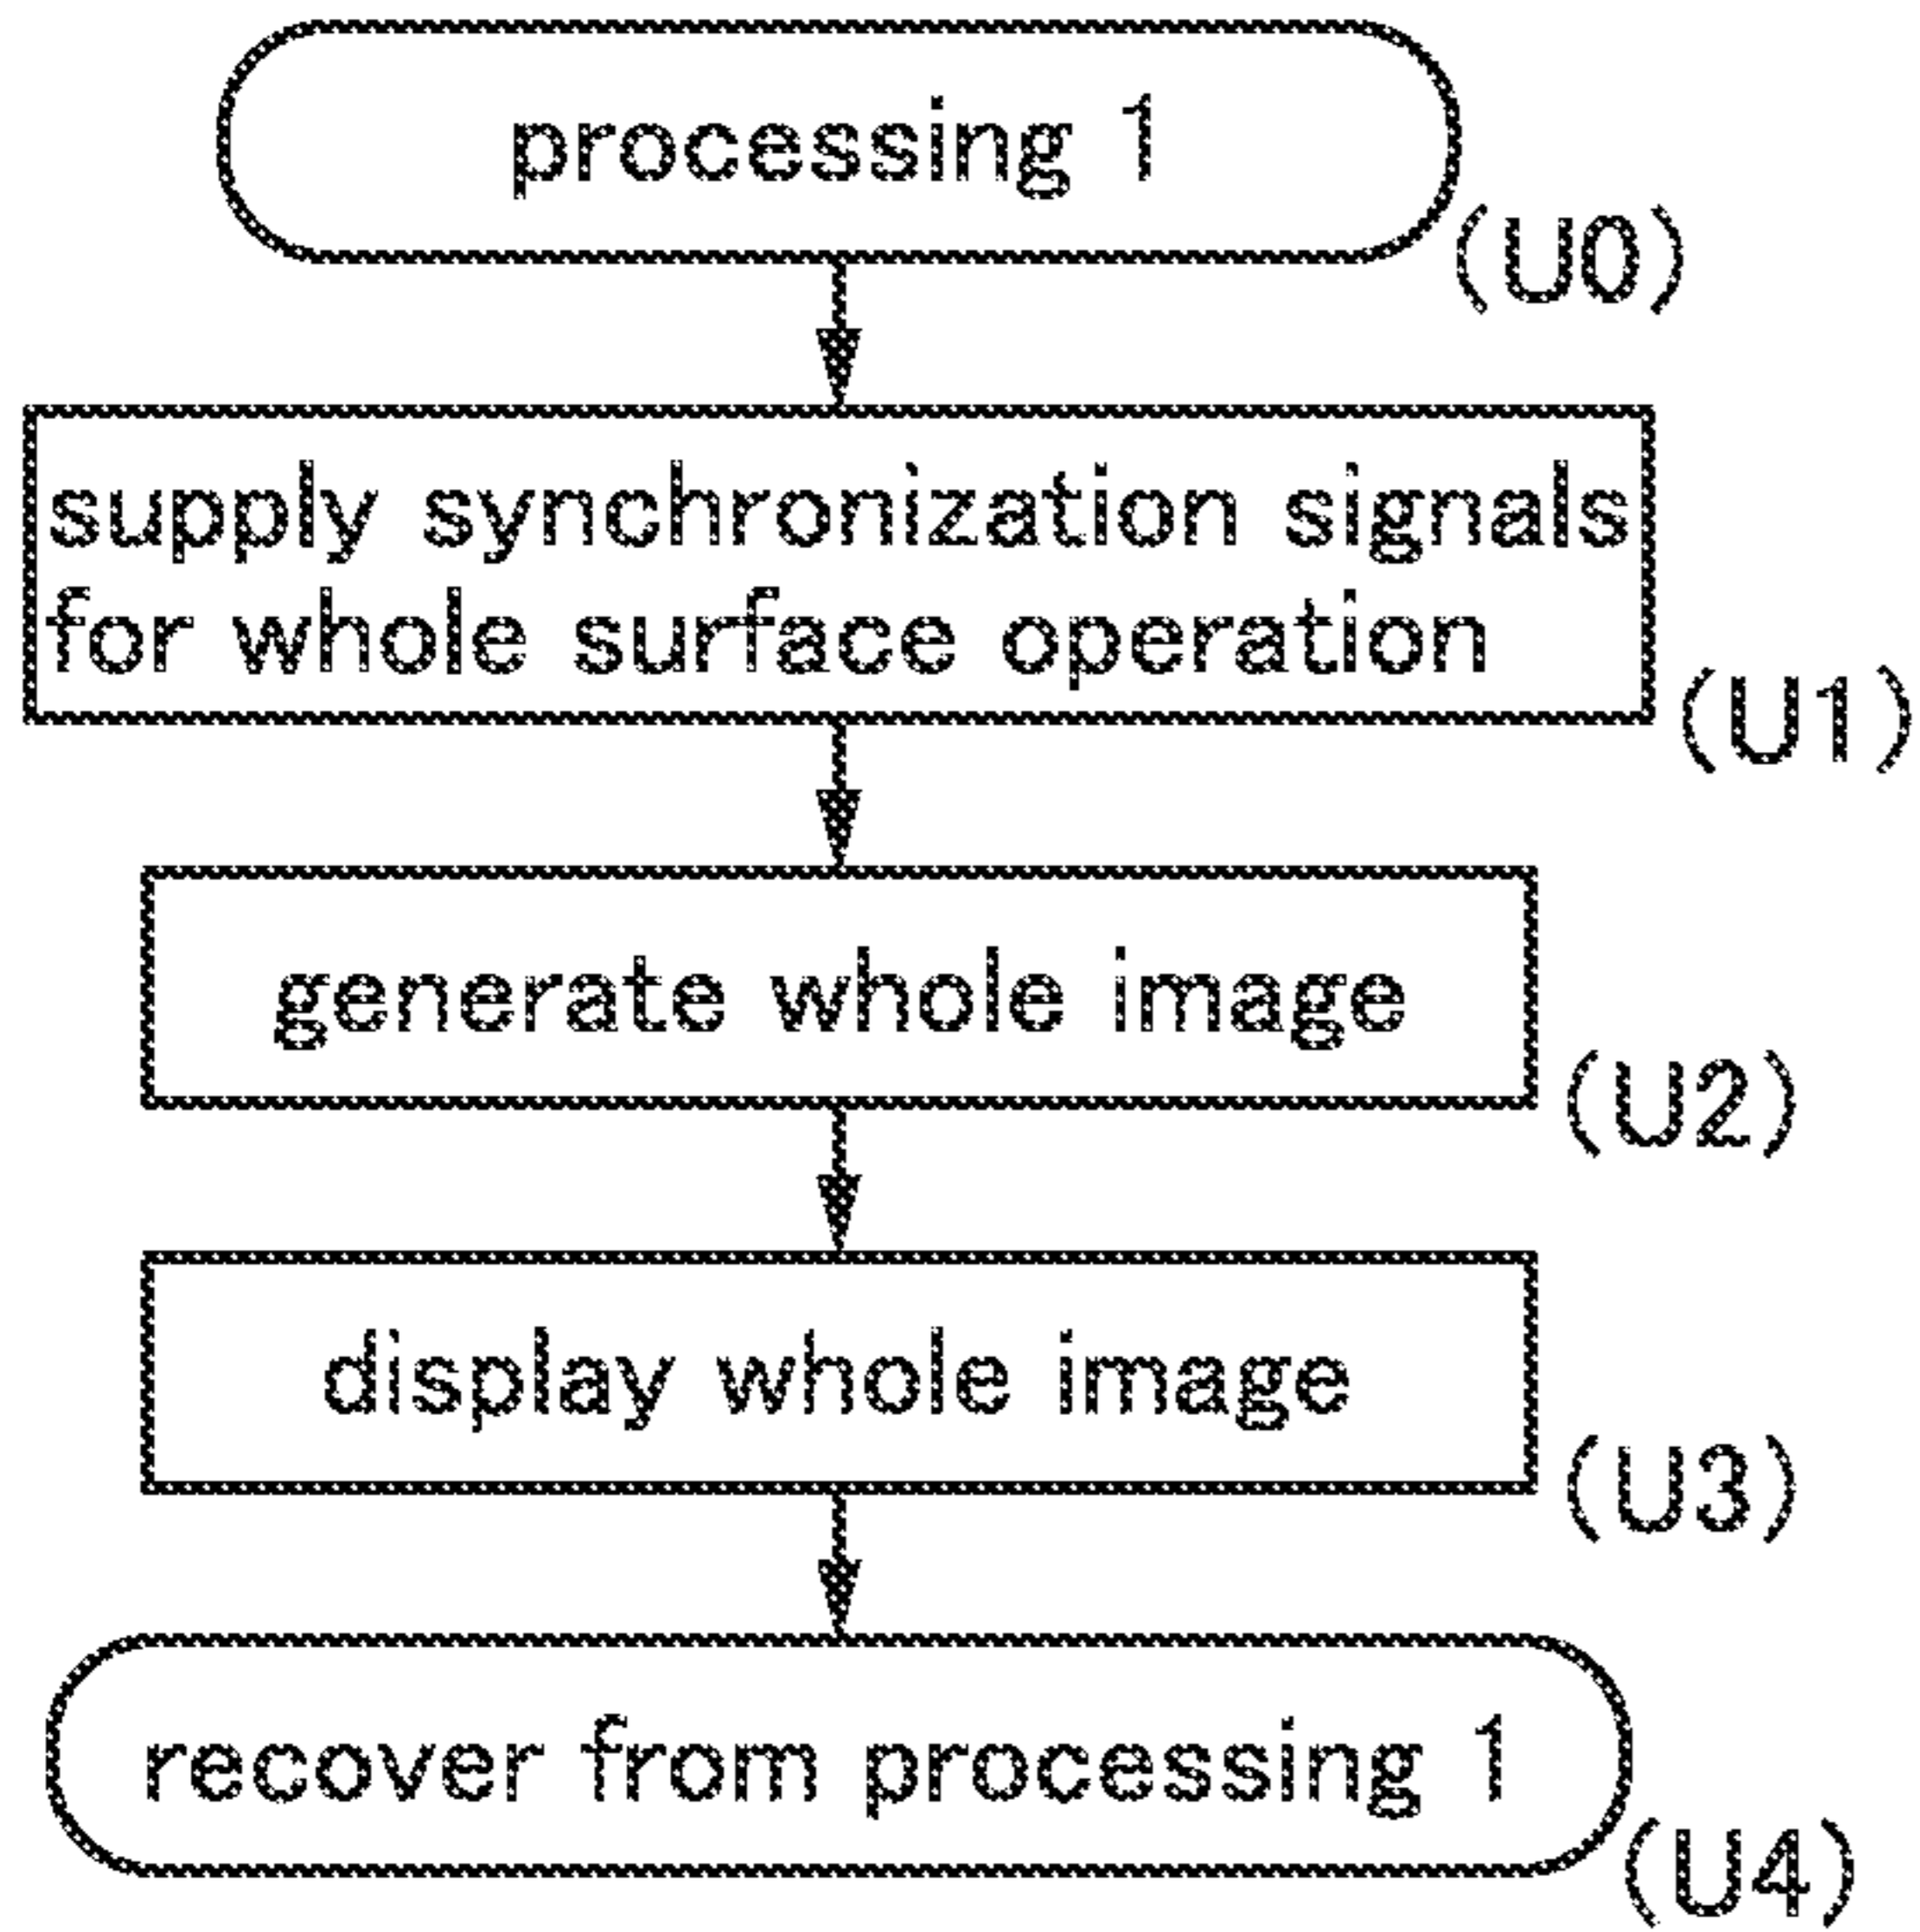 processing 1
(U0)
supply synchronization signals
for whole surface operation
(U1)
generate whole image
(U2)
display whole image
(U3)
recover from processing 1
(U4)